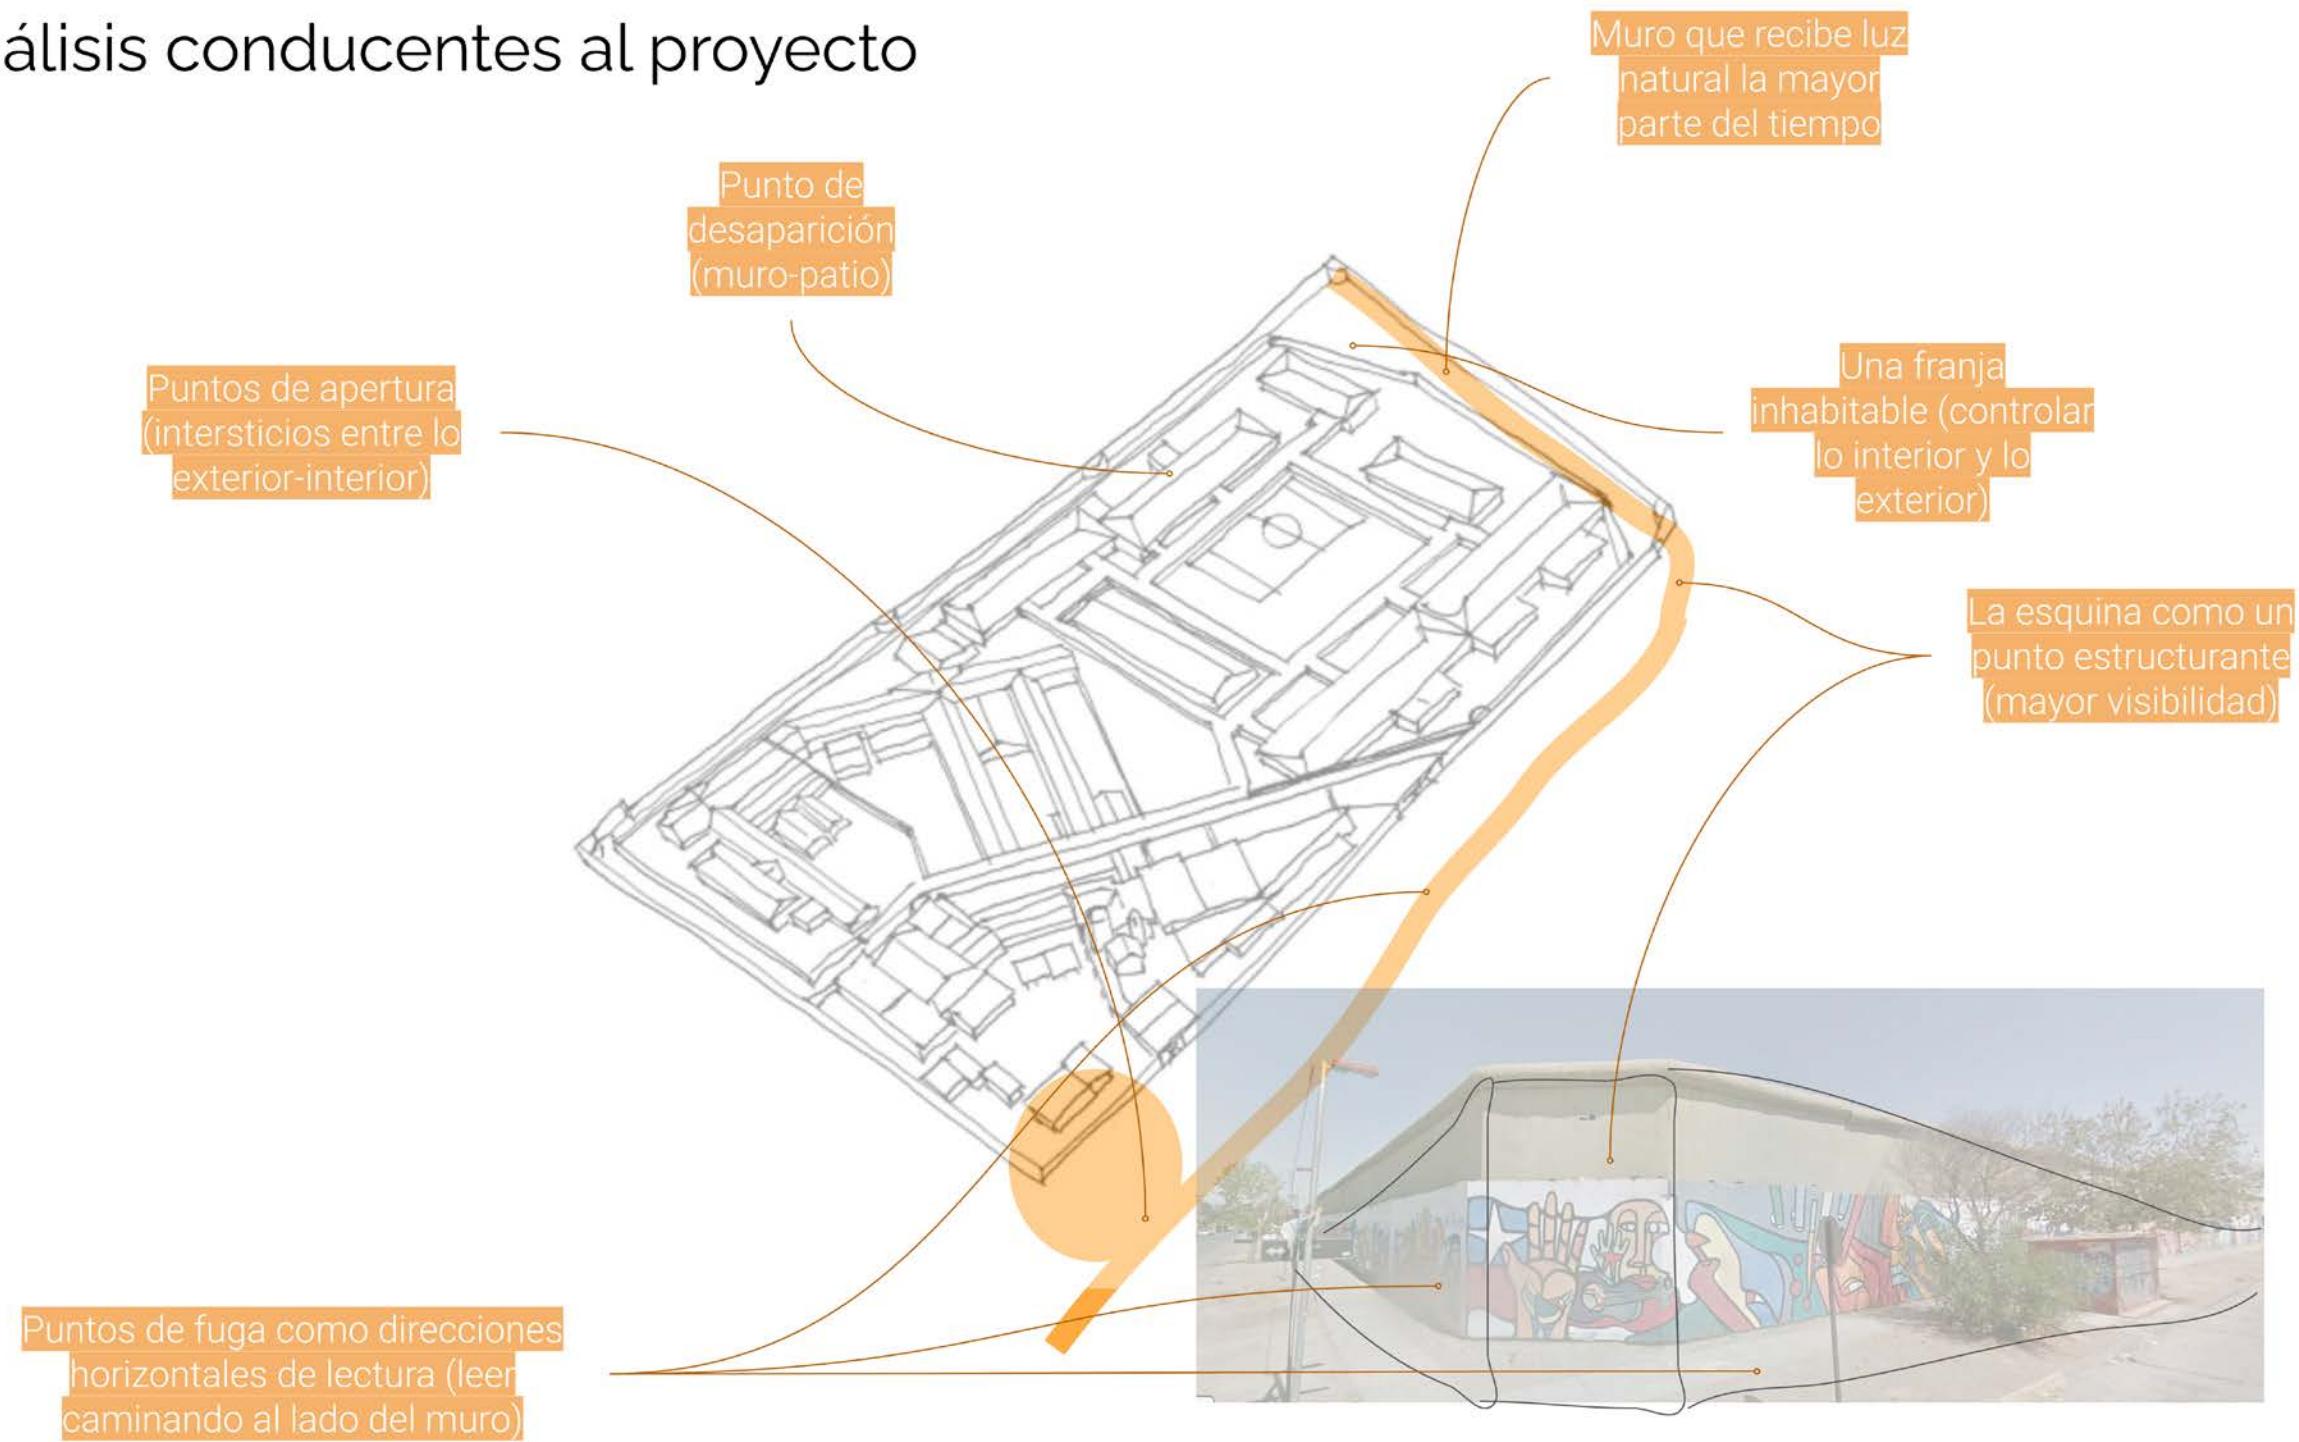 álisis conducentes al proyecto
Muro que recibe luz
natural la mayor
parte del tiempo
Punto de
desaparición
(muro-patio)
Puntos de apertura
(intersticios entre lo
exterior-interior)
Una franja
inhabitable (controlar
lo interior y lo
exterior)
La esquina como un
punto estructurante
(mayor visibilidad)
Puntos de fuga como direcciones
horizontales de lectura (leer
caminando al lado del muro)